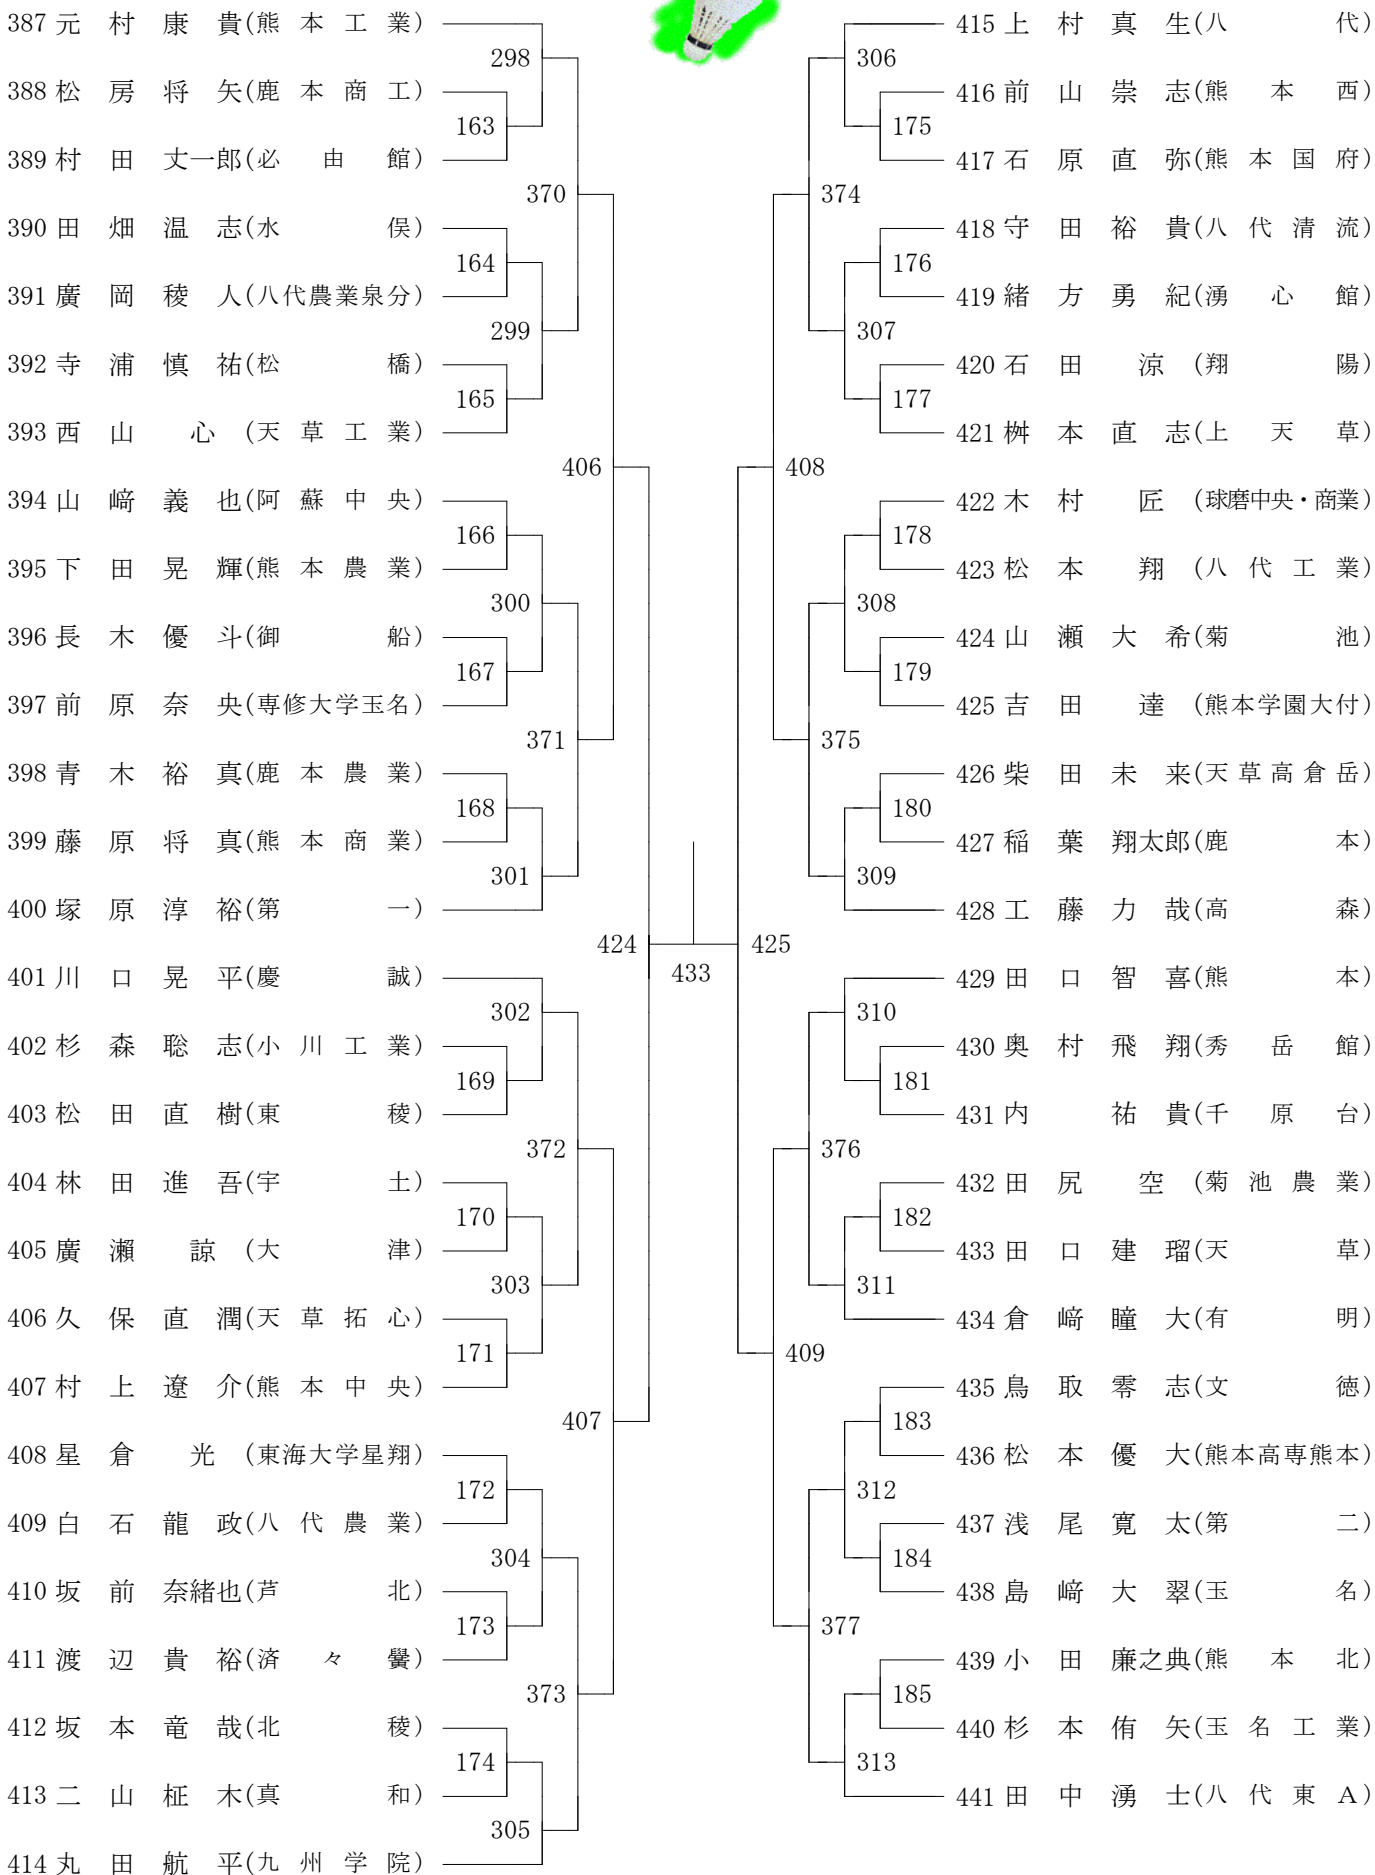 387 元村康貴(熊本工業)
298
388 松房将矢(鹿本商工)
163
389 村田丈一郎(必由館)
370
390 田畑温志(水俣)
164
391 廣岡稜人(八代農業泉分)
299
392 寺浦慎祐(松橋)
165
393 西山心(天草工業)
406
394 山﨑義也(阿蘇中央)
166
395 下田晃輝(熊本農業)
300
396 長木優斗(御船)
167
397 前原奈央(専修大学玉名)
371
398 青木裕真(鹿本農業)
168
399 藤原将真(熊本商業)
301
400 塚原淳裕(第一)
424
401 川口晃平(慶誠)
302
402 杉森聡志(小川工業)
169
403 松田直樹(東稜)
372
404 林田進吾(宇土)
170
405 廣瀬諒(大津)
303
406 久保直潤(天草拓心)
171
407 村上遼介(熊本中央)
407
408 星倉光(東海大学星翔)
172
409 白石龍政(八代農業)
304
410 坂前奈緒也(芦北)
173
411 渡辺貴裕(済々黌)
373
412 坂本竜哉(北稜)
174
413 二山柾木(真和)
305
414 丸田航平(九州学院)
433
415 上村真生(八代)
306
416 前山崇志(熊本西)
175
417 石原直弥(熊本国府)
374
418 守田裕貴(八代清流)
176
419 緒方勇紀(湧心館)
307
420 石田涼(翔陽)
177
421 桝本直志(上天草)
408
422 木村匠(球磨中央・商業)
178
423 松本翔(八代工業)
308
424 山瀬大希(菊池)
179
425 吉田達(熊本学園大付)
375
426 柴田未来(天草高倉岳)
180
427 稲葉翔太郎(鹿本)
309
428 工藤力哉(高森)
425
429 田口智喜(熊本)
310
430 奥村飛翔(秀岳館)
181
431 内祐貴(千原台)
376
432 田尻空(菊池農業)
182
433 田口建瑠(天草)
311
434 倉﨑瞳大(有明)
409
435 鳥取零志(文徳)
183
436 松本優大(熊本高専熊本)
312
437 浅尾寛太(第二)
184
438 島﨑大翠(玉名)
377
439 小田廉之典(熊本北)
185
440 杉本侑矢(玉名工業)
313
441 田中湧士(八代東A)